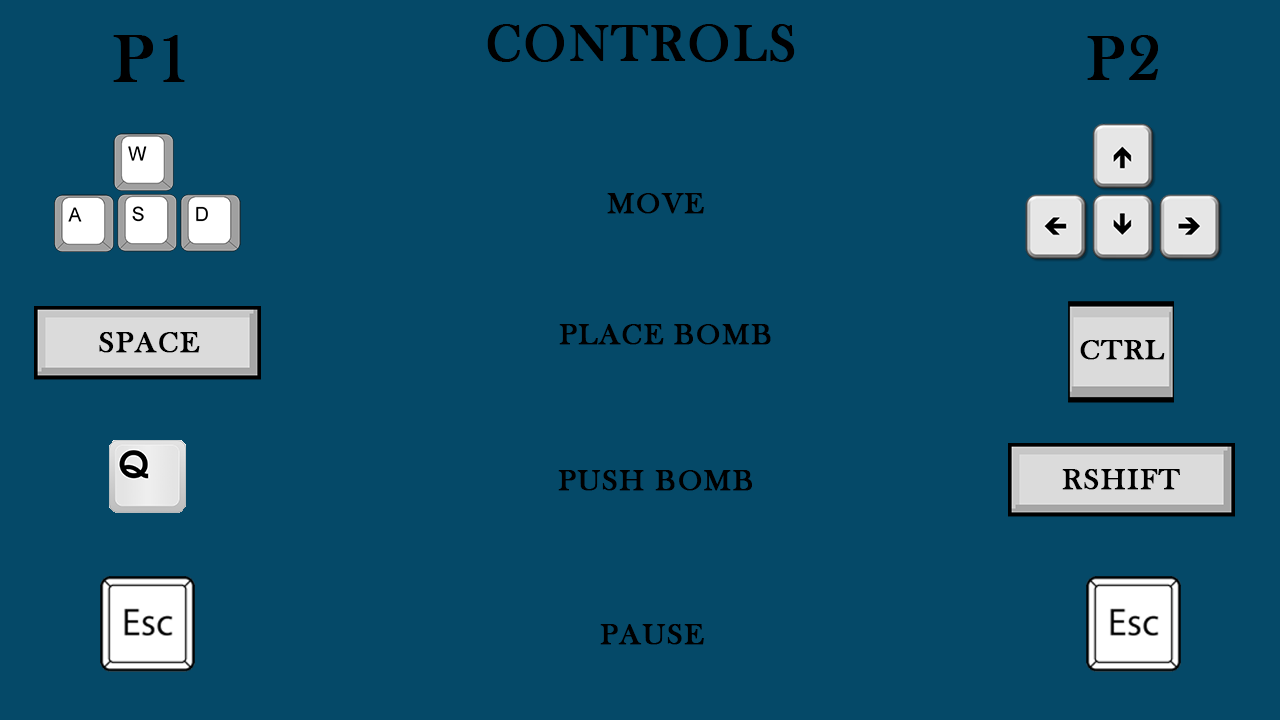 P1 CONTROLS P2
W
A S D
MOVE
↑
← ↓ →
SPACE PLACE BOMB CTRL
Q PUSH BOMB RSHIFT
Esc PAUSE Esc